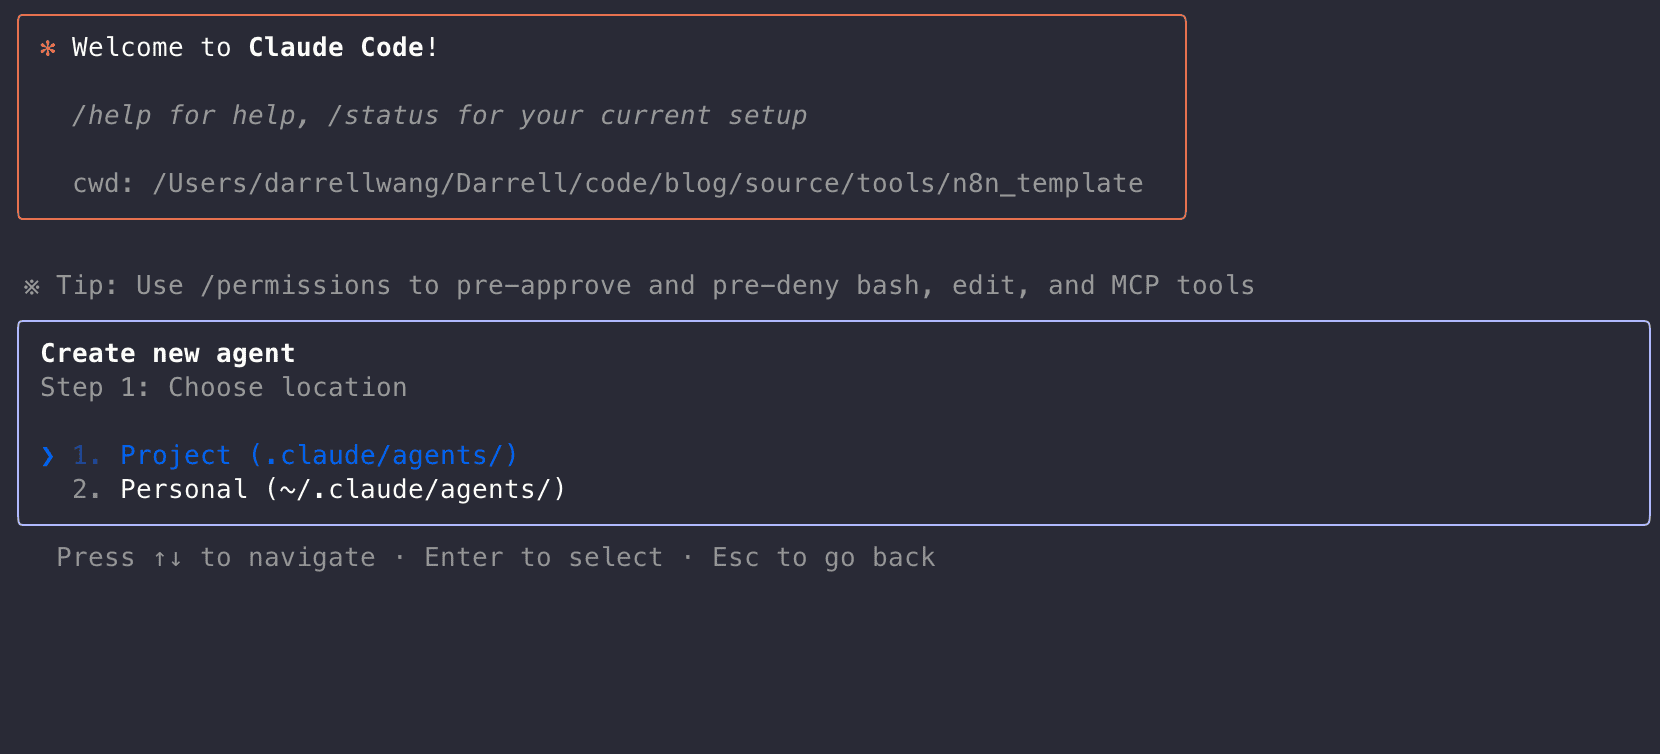 ✻ Welcome to Claude Code!
/help for help, /status for your current setup
cwd: /Users/darrellwang/Darrell/code/blog/source/tools/n8n_template
※ Tip: Use /permissions to pre-approve and pre-deny bash, edit, and MCP tools
Create new agent
Step 1: Choose location
❯ 1. Project (.claude/agents/)
2. Personal (~/.claude/agents/)
Press ↑↓ to navigate · Enter to select · Esc to go back